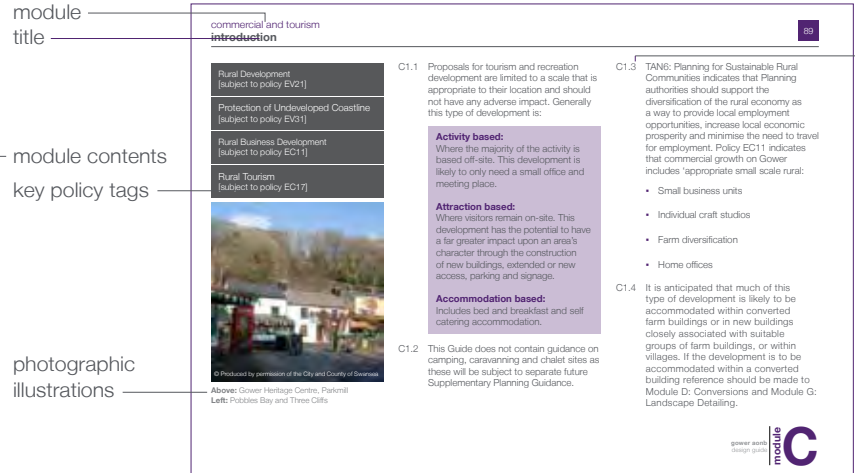 module
title
module contents
key policy tags
photographic
illustrations
commercial and tourism
introduction
89
Rural Development
[subject to policy EV21]
Protection of Undeveloped Coastline
[subject to policy EV31]
Rural Business Development
[subject to policy EC11]
Rural Tourism
[subject to policy EC17]
© Produced by permission of the City and County of Swansea
Above: Gower Heritage Centre, Parkmill
Left: Pobbles Bay and Three Cliffs
C1.1 Proposals for tourism and recreation
development are limited to a scale that is
appropriate to their location and should
not have any adverse impact. Generally
this type of development is:
Activity based:
Where the majority of the activity is
based off-site. This development is
likely to only need a small office and
meeting place.
Attraction based:
Where visitors remain on-site. This
development has the potential to have
a far greater impact upon an area's
character through the construction
of new buildings, extended or new
access, parking and signage.
Accommodation based:
Includes bed and breakfast and self
catering accommodation.
C1.2 This Guide does not contain guidance on
camping, caravanning and chalet sites as
these will be subject to separate future
Supplementary Planning Guidance.
C1.3 TAN6: Planning for Sustainable Rural
Communities indicates that Planning
authorities should support the
diversification of the rural economy as
a way to provide local employment
opportunities, increase local economic
prosperity and minimise the need to travel
for employment. Policy EC11 indicates
that commercial growth on Gower
includes 'appropriate small scale rural:
• Small business units
• Individual craft studios
• Farm diversification
• Home offices
C1.4 It is anticipated that much of this
type of development is likely to be
accommodated within converted
farm buildings or in new buildings
closely associated with suitable
groups of farm buildings, or within
villages. If the development is to be
accommodated within a converted
building reference should be made to
Module D: Conversions and Module G:
Landscape Detailing.
gower aonb
design guide
module
C